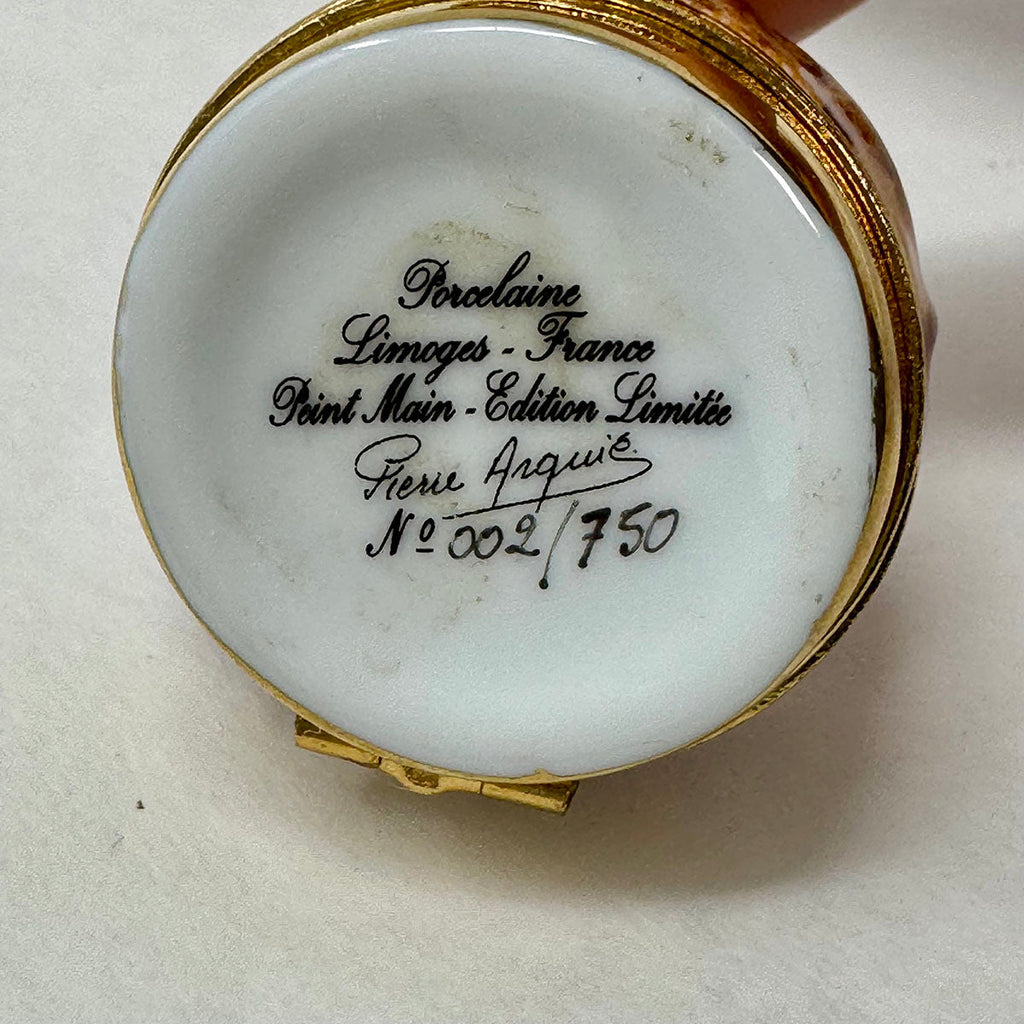 Porcelaine
Limoges - France
Peint Main - Edition Limitée
Pierre Arquié
Nº 002/750